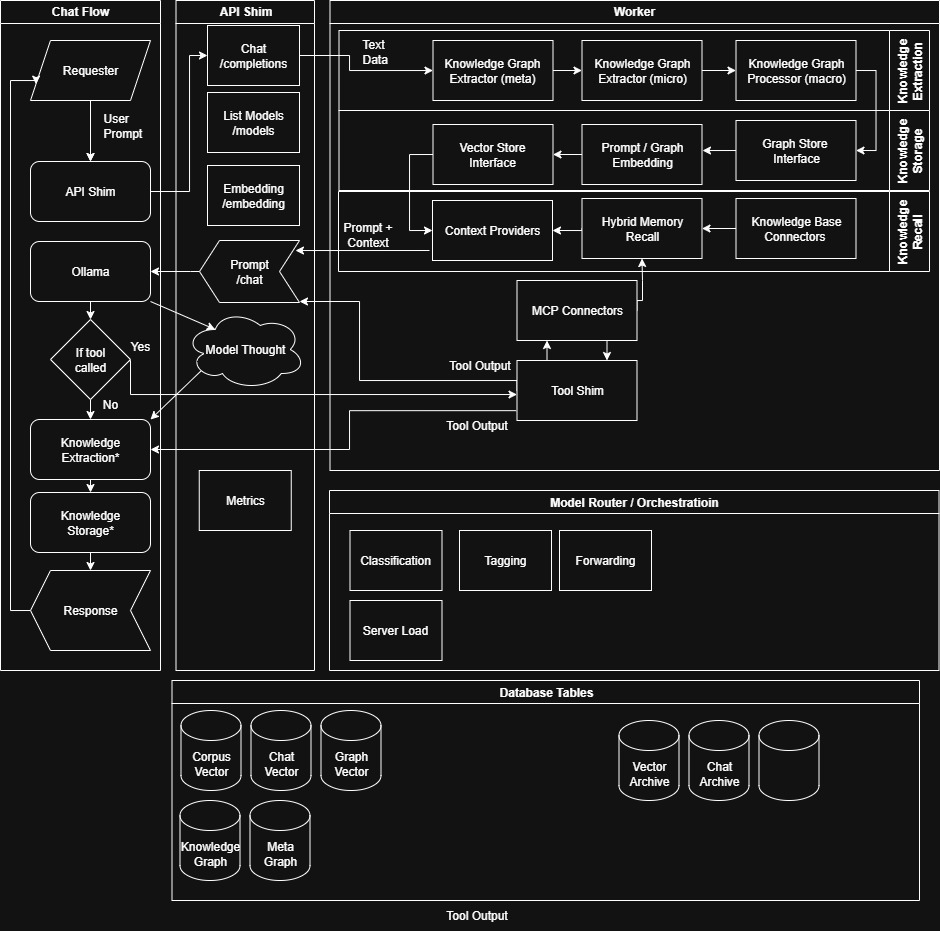 Chat Flow
Requester
User
Prompt
API Shim
Ollama
If tool
called
Yes
No
Knowledge
Extraction*
Knowledge
Storage*
Response
API Shim
Chat
/completions
List Models
/models
Embedding
/embedding
Prompt
/chat
Model Thought
Metrics
Worker
Text
Data
Knowledge Graph
Extractor (meta)
Knowledge Graph
Extractor (micro)
Knowledge Graph
Processor (macro)
Knowledge
Extraction
Vector Store
Interface
Prompt / Graph
Embedding
Graph Store
Interface
Knowledge
Storage
Prompt +
Context
Context Providers
Hybrid Memory
Recall
Knowledge Base
Connectors
Knowledge
Recall
MCP Connectors
Tool Output
Tool Shim
Tool Output
Model Router / Orchestratioin
Classification
Tagging
Forwarding
Server Load
Database Tables
Corpus
Vector
Chat
Vector
Graph
Vector
Vector
Archive
Chat
Archive
Knowledge
Graph
Meta
Graph
Tool Output